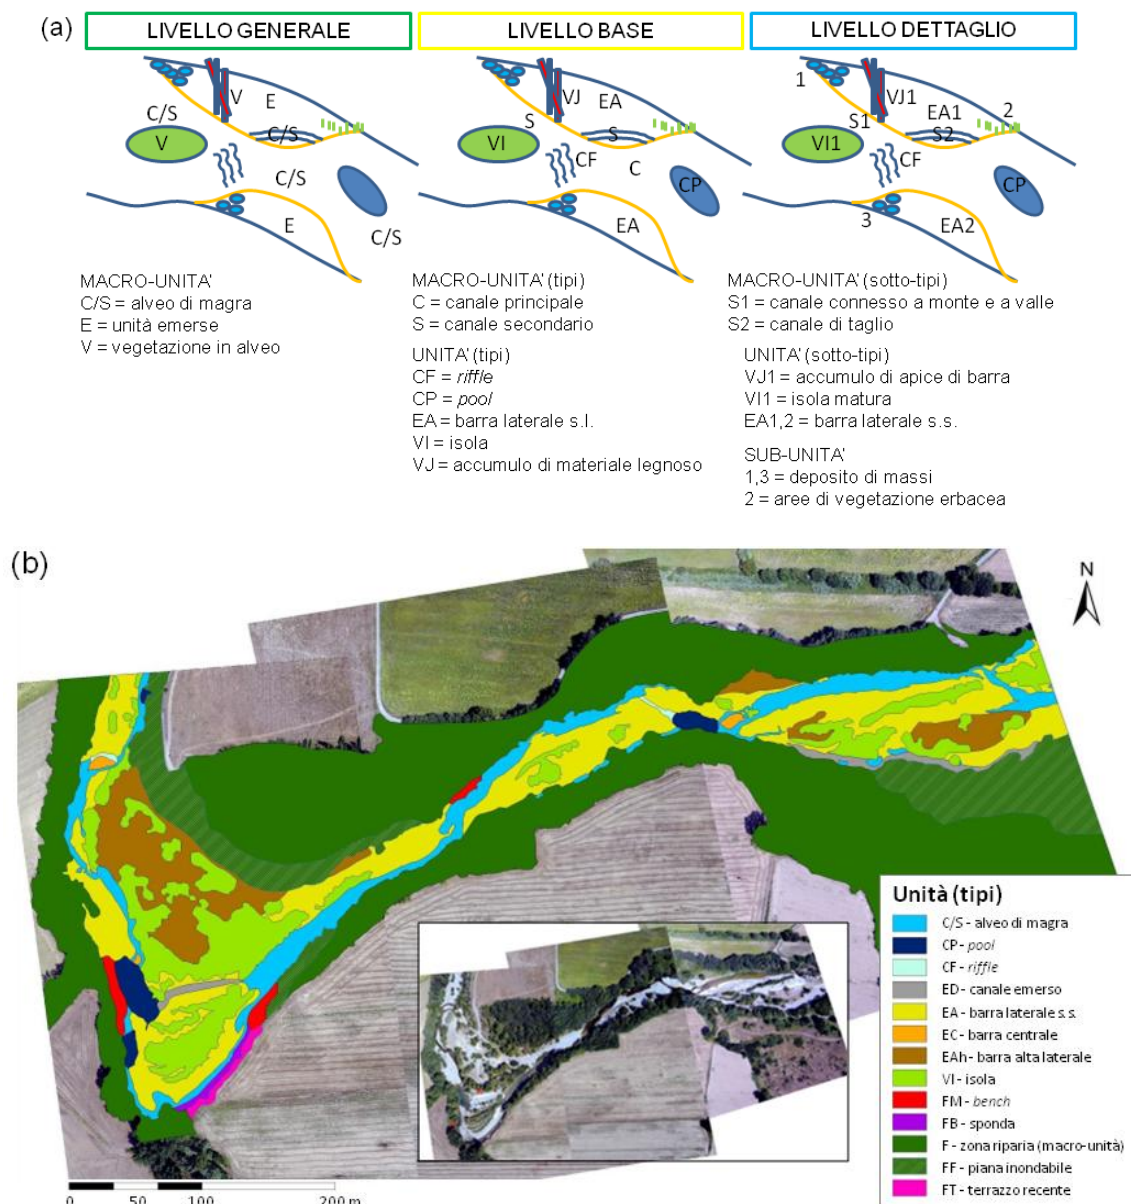 (a)
LIVELLO GENERALE
LIVELLO BASE
LIVELLO DETTAGLIO
V
E
C/S
C/S
V
C/S
E
C/S
VJ
EA
S
S
VI
CF
C
CP
EA
1
VJ1
EA1
2
S1
S2
VI1
CF
CP
3
EA2
MACRO-UNITA'
C/S = alveo di magra
E = unità emerse
V = vegetazione in alveo
MACRO-UNITA' (tipi)
C = canale principale
S = canale secondario
UNITA' (tipi)
CF = riffle
CP = pool
EA = barra laterale s.l.
VI = isola
VJ = accumulo di materiale legnoso
MACRO-UNITA' (sotto-tipi)
S1 = canale connesso a monte e a valle
S2 = canale di taglio
UNITA' (sotto-tipi)
VJ1 = accumulo di apice di barra
VI1 = isola matura
EA1,2 = barra laterale s.s.
SUB-UNITA'
1,3 = deposito di massi
2 = aree di vegetazione erbacea
(b)
N
Unità (tipi)
C/S - alveo di magra
CP - pool
CF - riffle
ED - canale emerso
EA - barra laterale s.s.
EC - barra centrale
EAh - barra alta laterale
VI - isola
FM - bench
FB - sponda
F - zona riparia (macro-unità)
FF - piana inondabile
FT - terrazzo recente
0 50 100 200 m